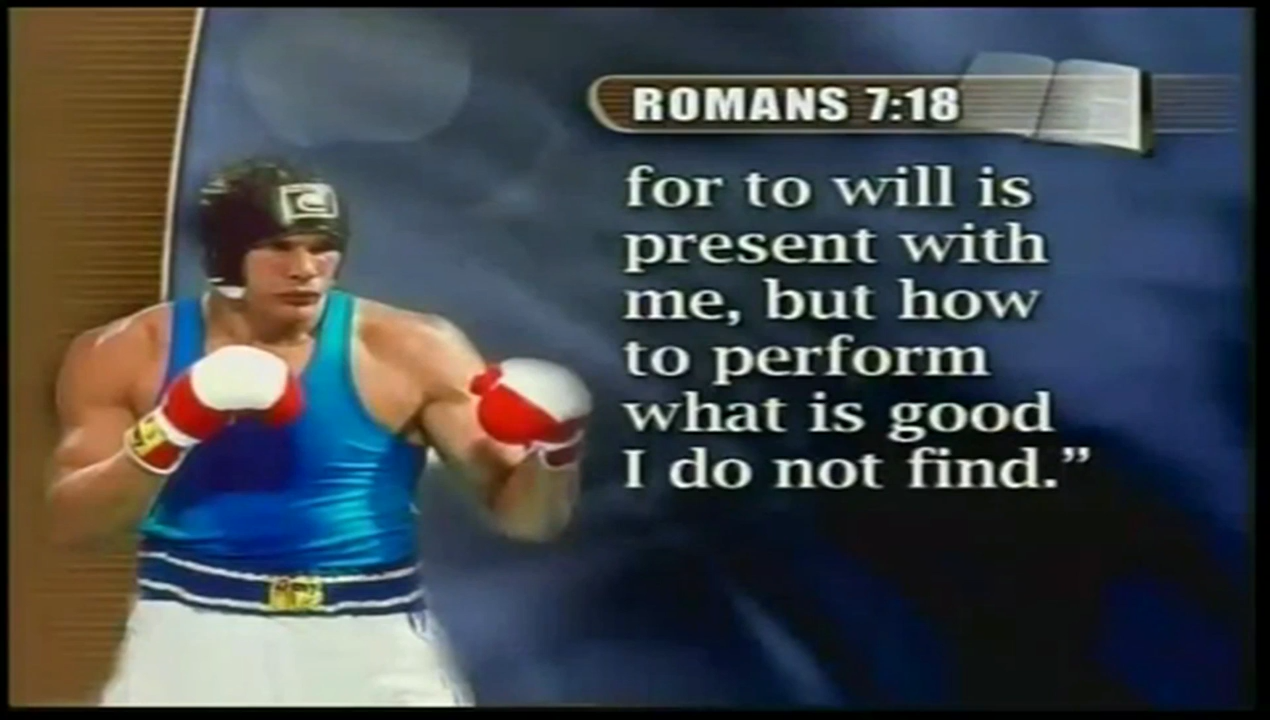 ROMANS 7:18
for to will is
present with
me, but how
to perform
what is good
I do not find.”